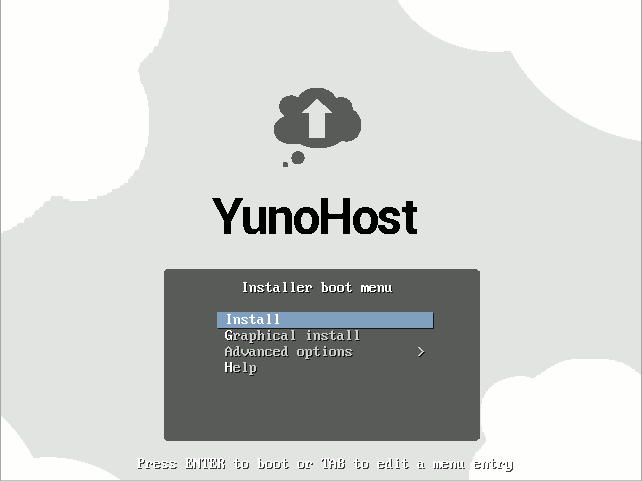 YunoHost
Installer boot menu
Install
Graphical install
Advanced options >
Help
Press ENTER to boot or TAB to edit a menu entry